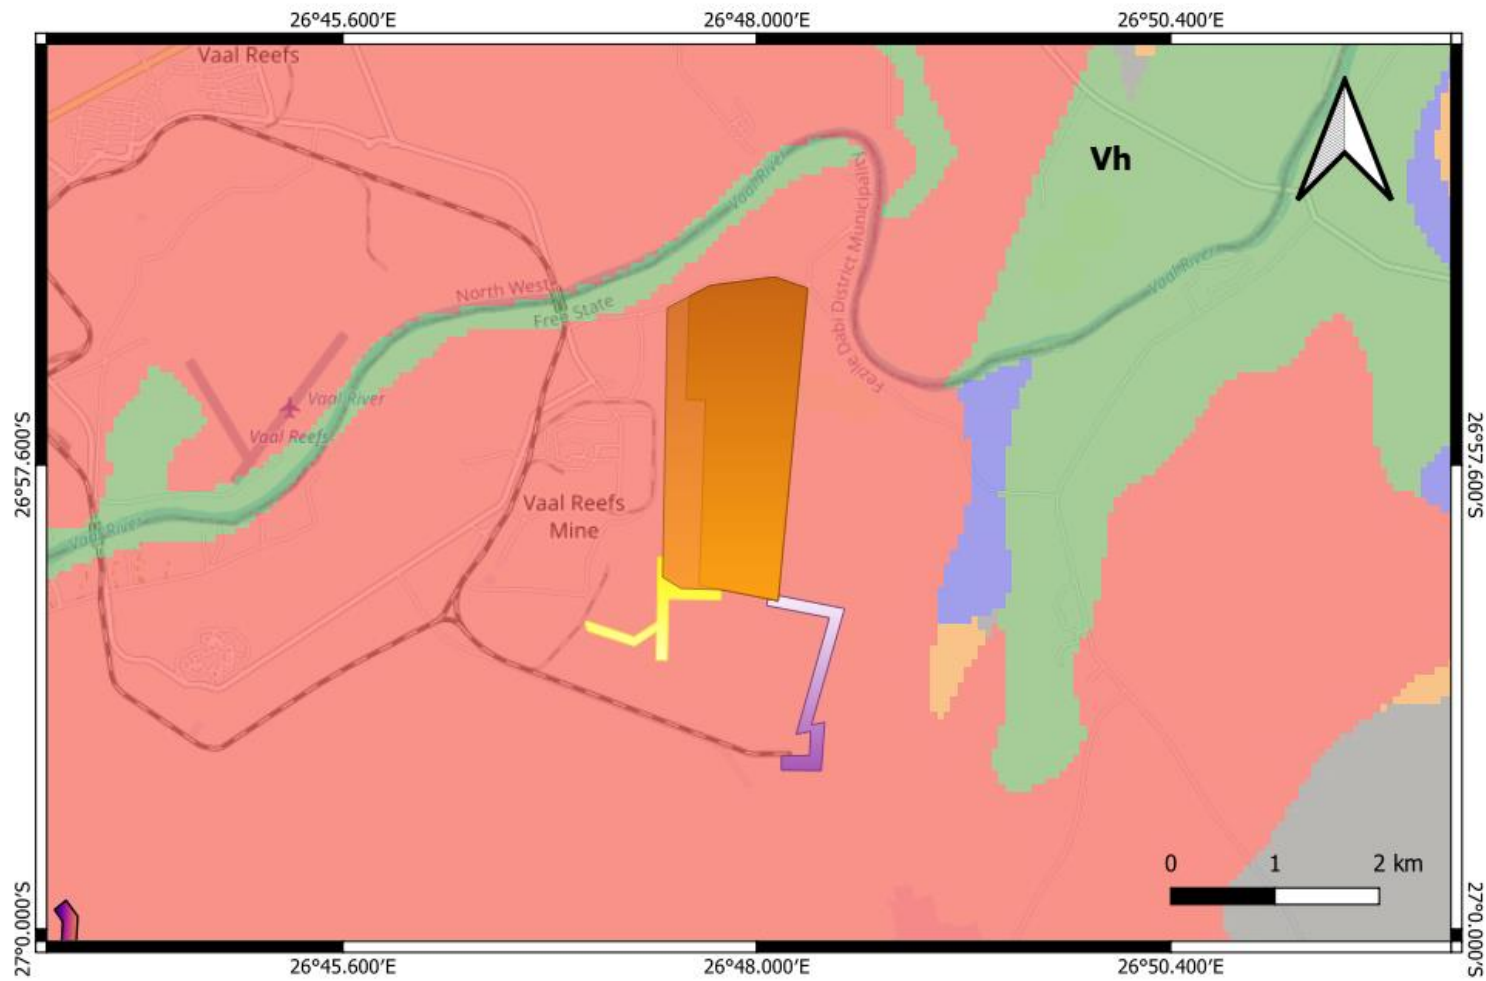 26°45.600′E
26°48.000′E
26°50.400′E
Vaal Reefs
Vh
Vaal River
Fezile Dabi District Municipality
Vaal River
North West
Free State
Vaal River
Vaal Reefs
26°57.600′S
26°57.600′S
Vaal Reefs
Mine
Vaal River
0 1 2 km
27°0.000′S
27°0.000′S
26°45.600′E
26°48.000′E
26°50.400′E